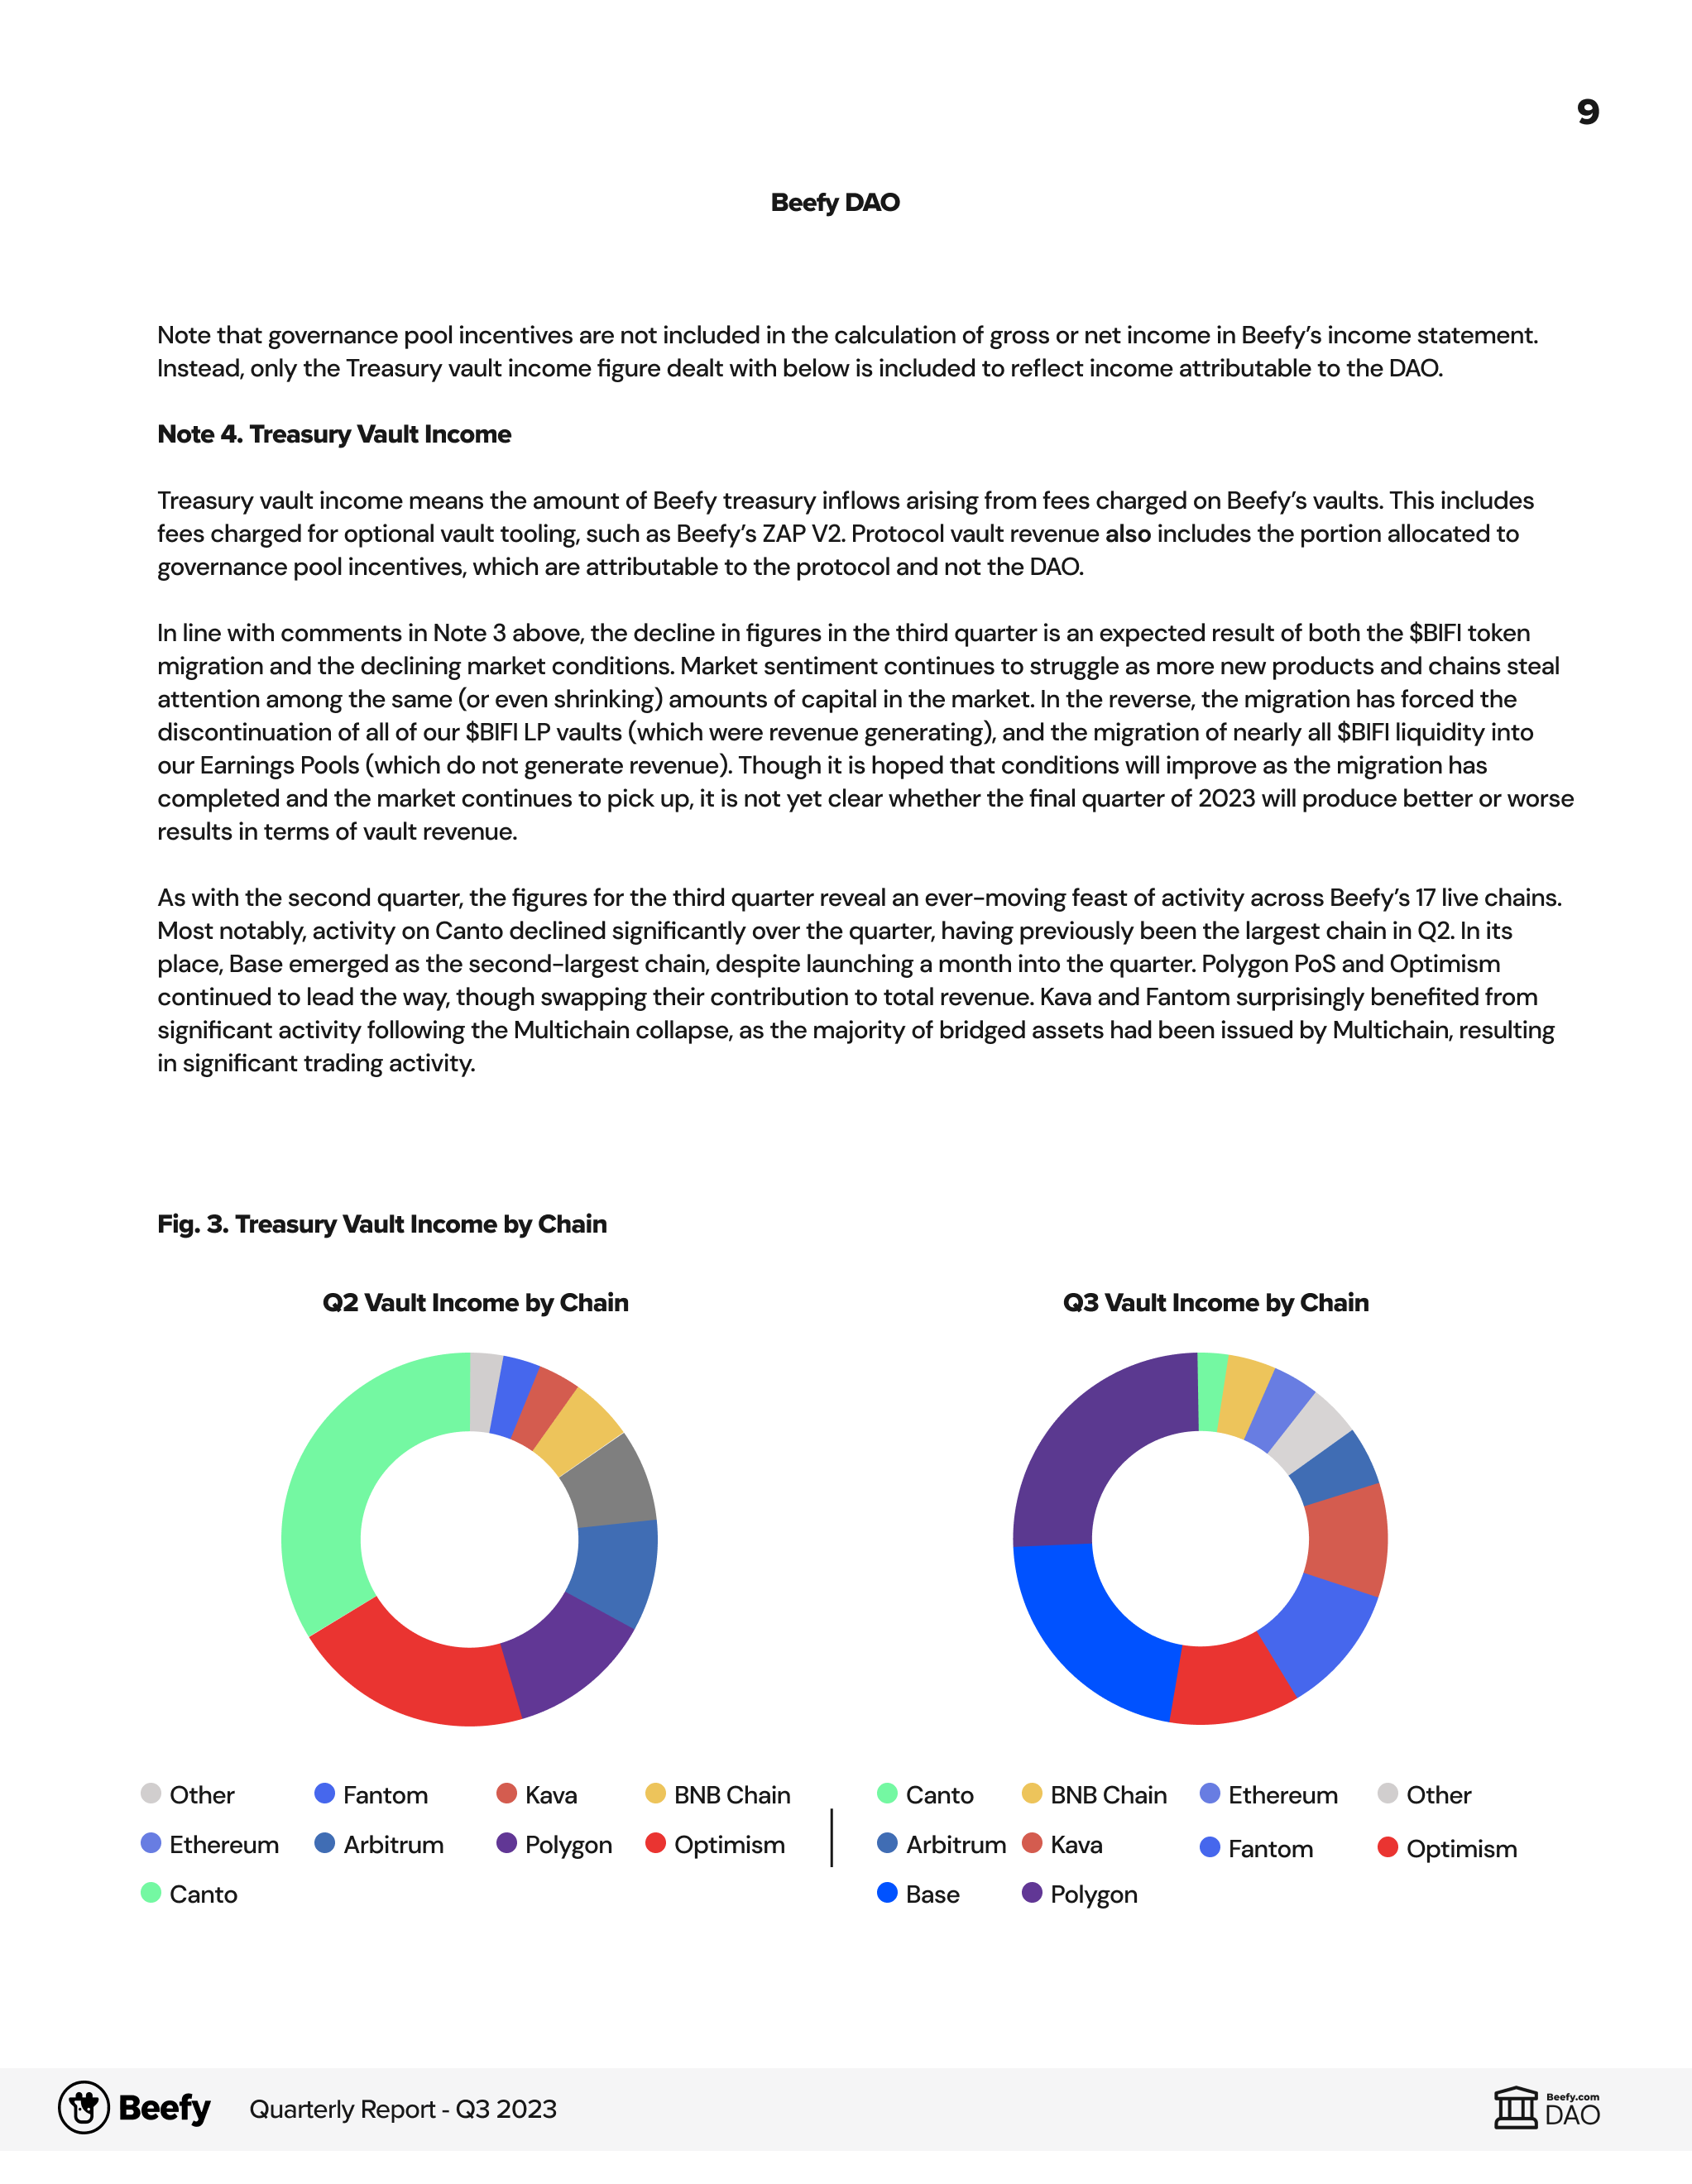 9
Beefy DAO
Note that governance pool incentives are not included in the calculation of gross or net income in Beefy’s income statement.
Instead, only the Treasury vault income figure dealt with below is included to reflect income attributable to the DAO.
Note 4. Treasury Vault Income
Treasury vault income means the amount of Beefy treasury inflows arising from fees charged on Beefy’s vaults. This includes
fees charged for optional vault tooling, such as Beefy’s ZAP V2. Protocol vault revenue also includes the portion allocated to
governance pool incentives, which are attributable to the protocol and not the DAO.
In line with comments in Note 3 above, the decline in figures in the third quarter is an expected result of both the $BIFI token
migration and the declining market conditions. Market sentiment continues to struggle as more new products and chains steal
attention among the same (or even shrinking) amounts of capital in the market. In the reverse, the migration has forced the
discontinuation of all of our $BIFI LP vaults (which were revenue generating), and the migration of nearly all $BIFI liquidity into
our Earnings Pools (which do not generate revenue). Though it is hoped that conditions will improve as the migration has
completed and the market continues to pick up, it is not yet clear whether the final quarter of 2023 will produce better or worse
results in terms of vault revenue.
As with the second quarter, the figures for the third quarter reveal an ever-moving feast of activity across Beefy’s 17 live chains.
Most notably, activity on Canto declined significantly over the quarter, having previously been the largest chain in Q2. In its
place, Base emerged as the second-largest chain, despite launching a month into the quarter. Polygon PoS and Optimism
continued to lead the way, though swapping their contribution to total revenue. Kava and Fantom surprisingly benefited from
significant activity following the Multichain collapse, as the majority of bridged assets had been issued by Multichain, resulting
in significant trading activity.
Fig. 3. Treasury Vault Income by Chain
Q2 Vault Income by Chain
Other Fantom Kava BNB Chain
Ethereum Arbitrum Polygon Optimism
Canto
Q3 Vault Income by Chain
Canto BNB Chain Ethereum Other
Arbitrum Kava Fantom Optimism
Base Polygon
Beefy Quarterly Report - Q3 2023
Beefy.com
DAO